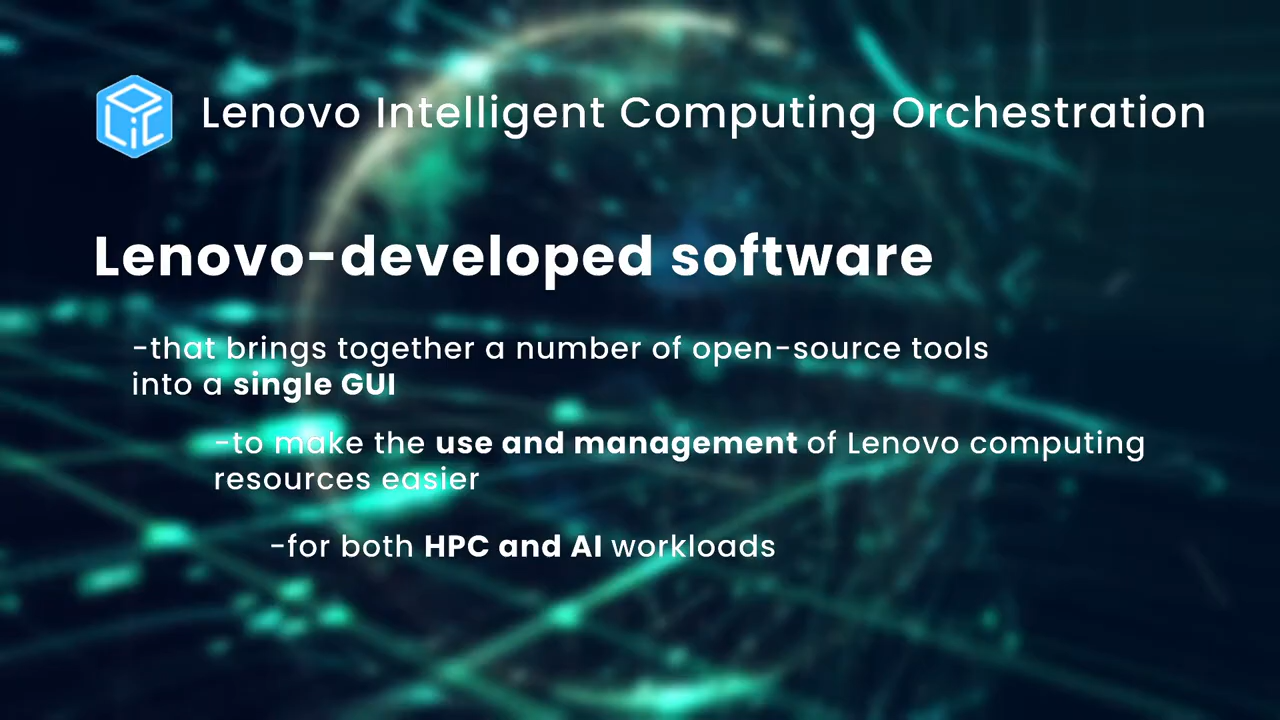 LiCO
Lenovo Intelligent Computing Orchestration
Lenovo-developed software
-that brings together a number of open-source tools
into a single GUI
-to make the use and management of Lenovo computing
resources easier
-for both HPC and AI workloads